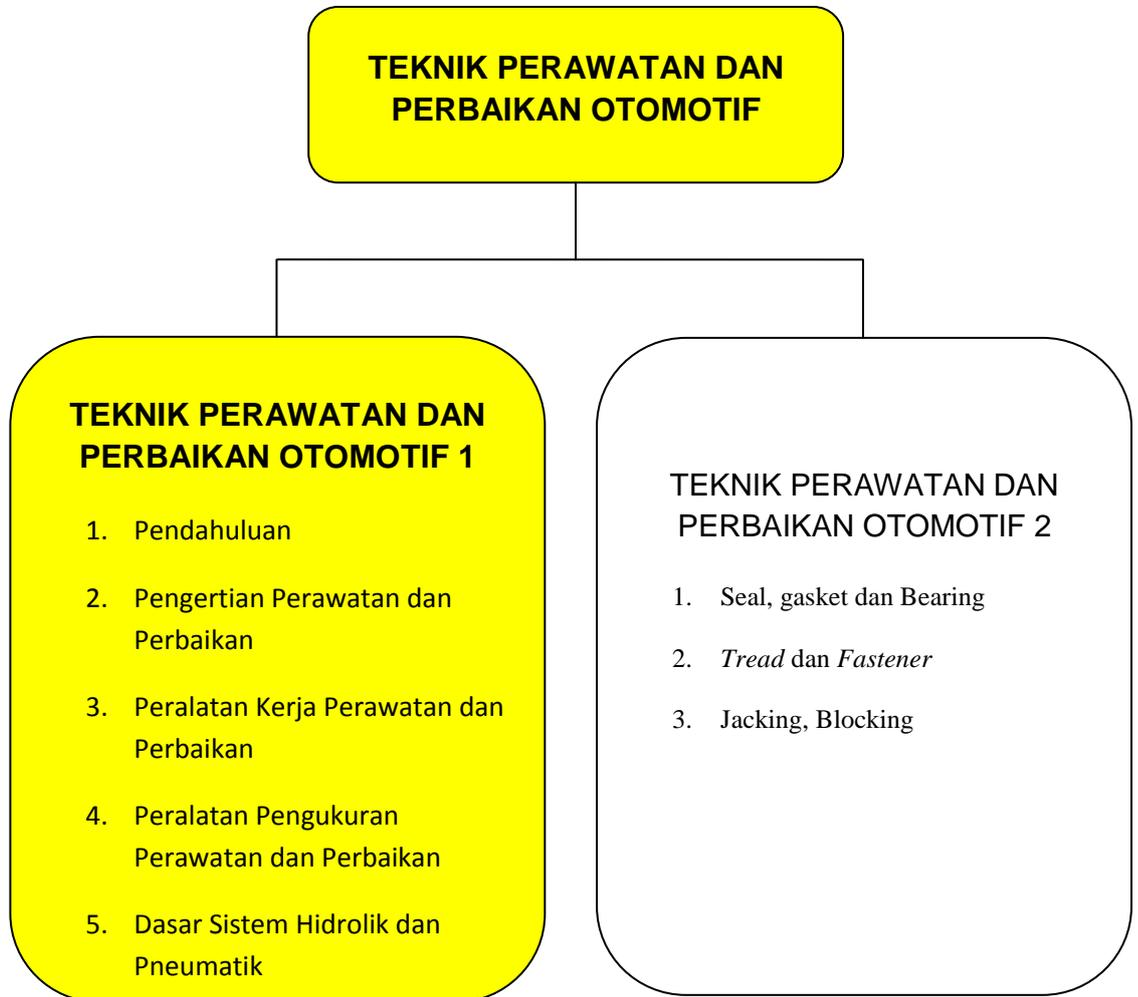 TEKNIK PERAWATAN DAN
PERBAIKAN OTOMOTIF
TEKNIK PERAWATAN DAN
PERBAIKAN OTOMOTIF 1
1. Pendahuluan
2. Pengertian Perawatan dan
Perbaikan
3. Peralatan Kerja Perawatan dan
Perbaikan
4. Peralatan Pengukuran
Perawatan dan Perbaikan
5. Dasar Sistem Hidrolik dan
Pneumatik
TEKNIK PERAWATAN DAN
PERBAIKAN OTOMOTIF 2
1. Seal, gasket dan Bearing
2. Tread dan Fastener
3. Jacking, Blocking